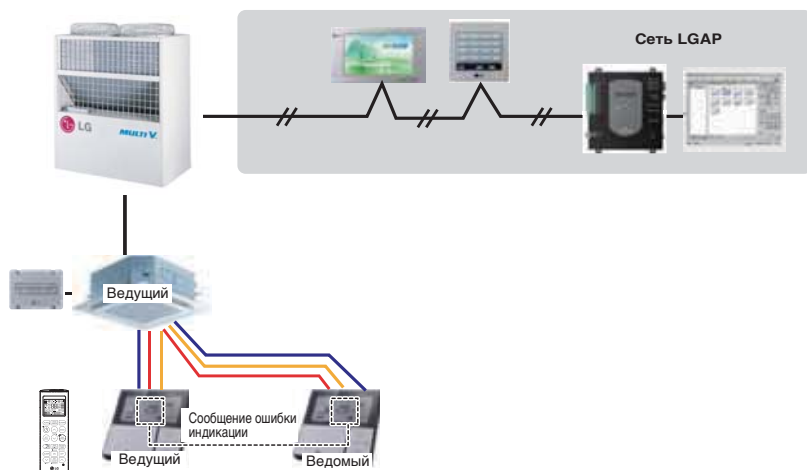 Сеть LGAP
LG
MULTI V
Ведущий
Сообщение ошибки
индикации
Ведущий
Ведомый